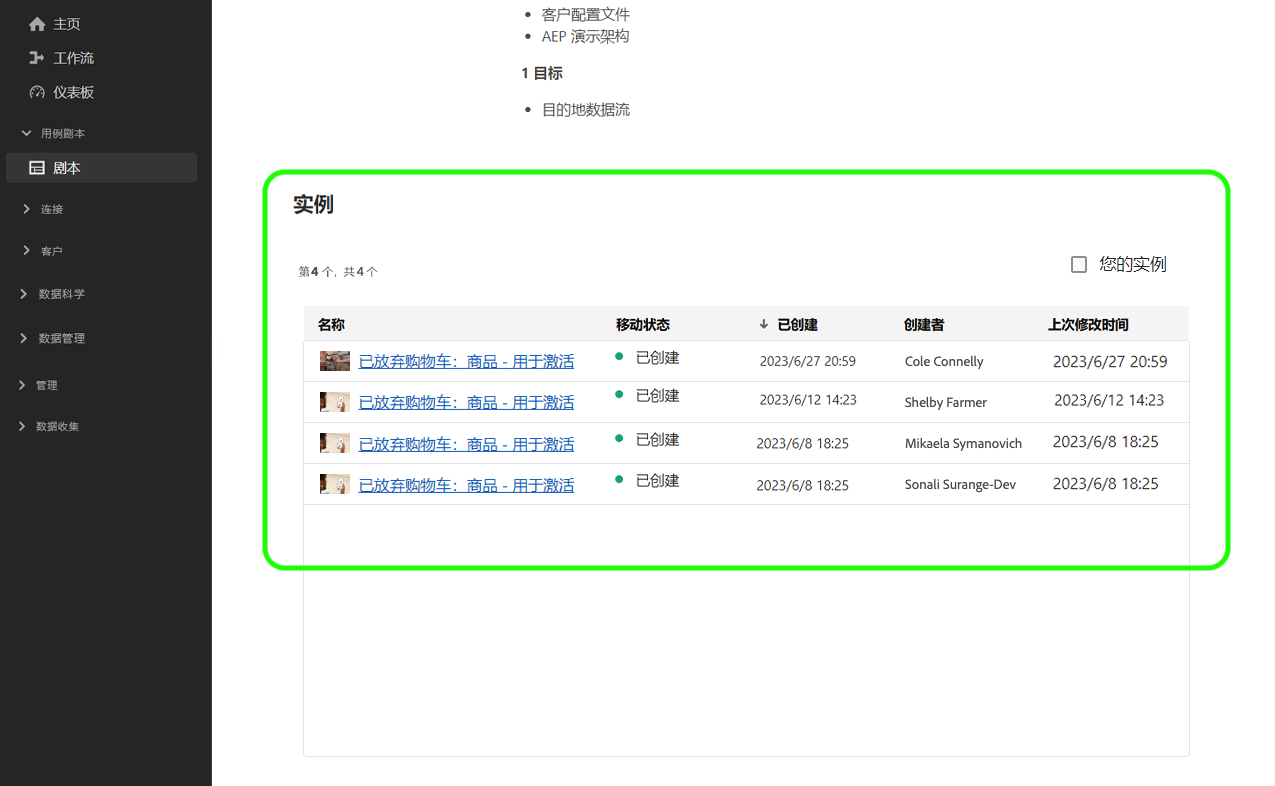 主页
工作流
仪表板
用例剧本
剧本
连接
客户
数据科学
数据管理
管理
数据收集
客户配置文件
AEP 演示架构
1 目标
目的地数据流
实例
第4 个, 共4 个
您的实例
名称 移动状态 已创建 创建者 上次修改时间
已放弃购物车：商品 - 用于激活 已创建 2023/6/27 20:59 Cole Connelly 2023/6/27 20:59
已放弃购物车：商品 - 用于激活 已创建 2023/6/12 14:23 Shelby Farmer 2023/6/12 14:23
已放弃购物车：商品 - 用于激活 已创建 2023/6/8 18:25 Mikaela Symanovich 2023/6/8 18:25
已放弃购物车：商品 - 用于激活 已创建 2023/6/8 18:25 Sonali Surange-Dev 2023/6/8 18:25